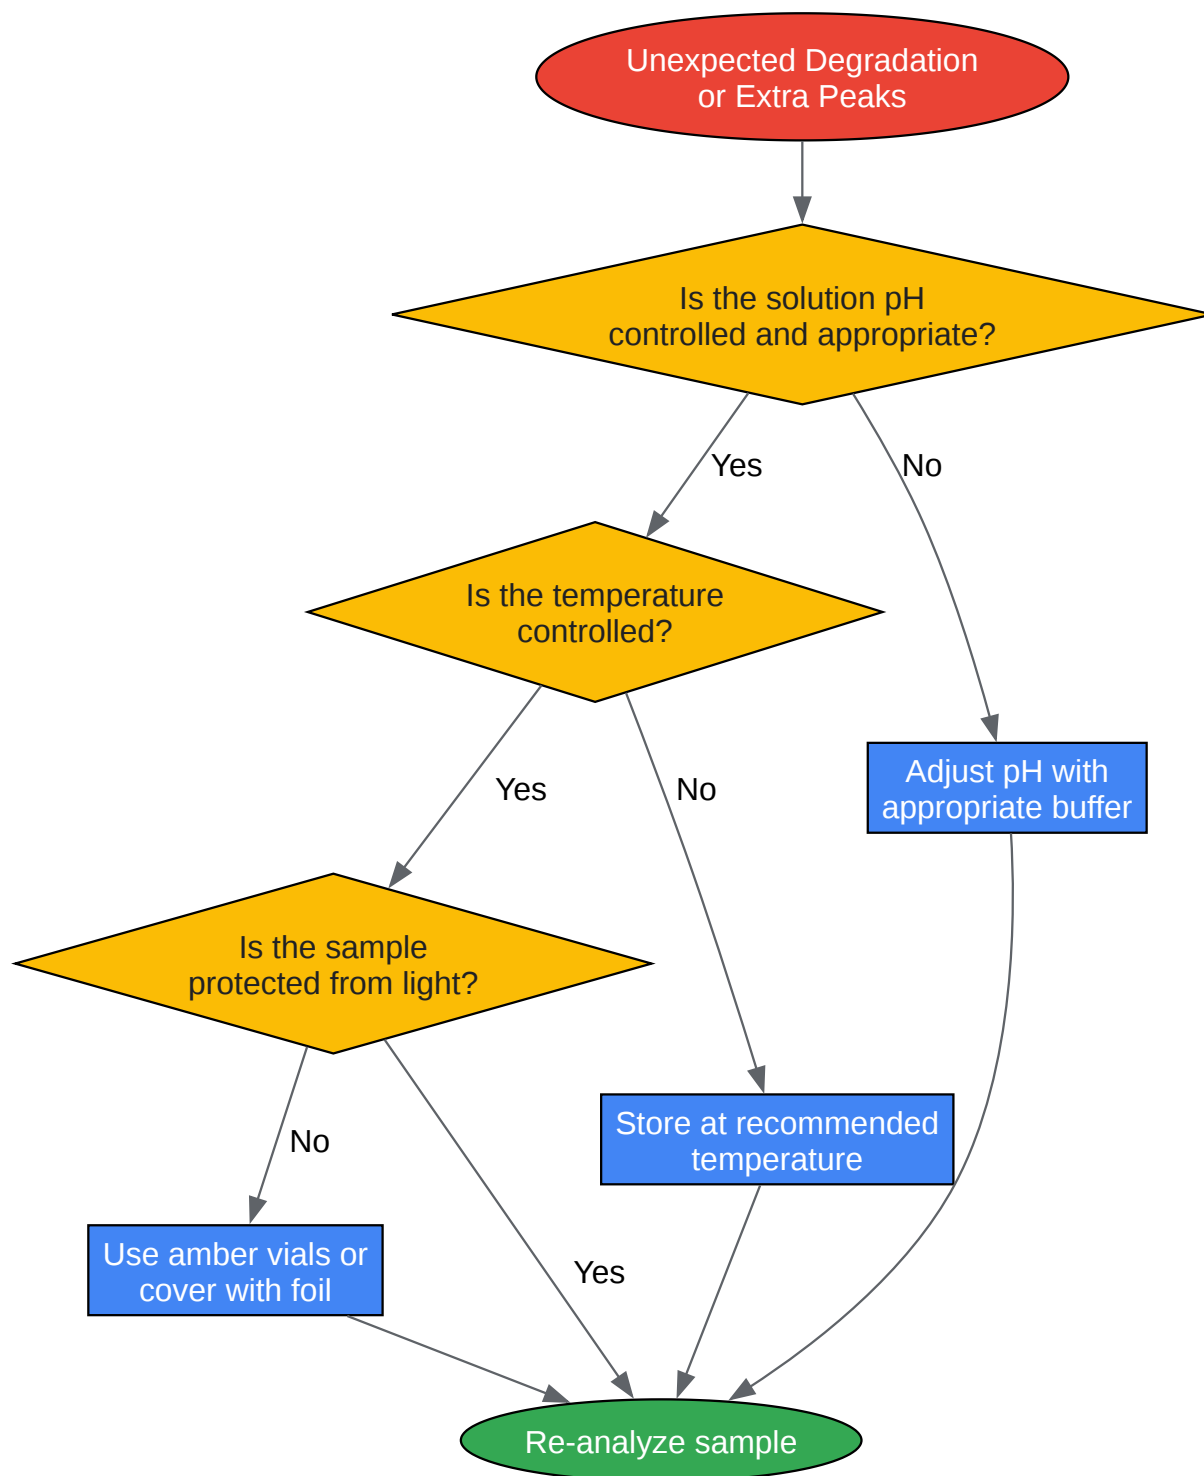 Unexpected Degradation
or Extra Peaks
Is the solution pH
controlled and appropriate?
Yes
No
Is the temperature
controlled?
Yes
No
Adjust pH with
appropriate buffer
Is the sample
protected from light?
No
Yes
Store at recommended
temperature
Use amber vials or
cover with foil
Re-analyze sample